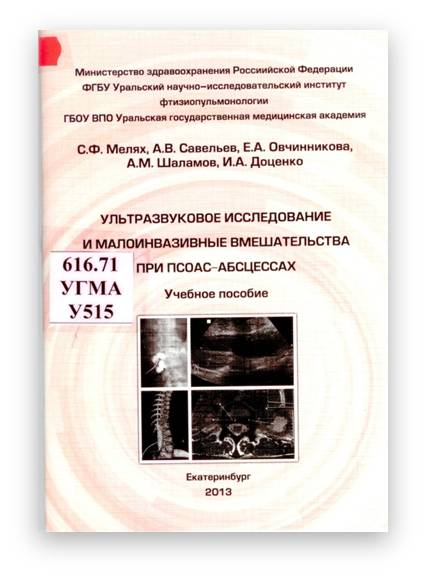 Министерство здравоохранения Россиийской Федерации
ФГБУ Уральский научно-исследовательский институт
фтизиопульмонологии
ГБОУ ВПО Уральская государственная медицинская академия
С.Ф. Мелях, А.В. Савельев, Е.А. Овчинникова,
А.М. Шаламов, И.А. Доценко
УЛЬТРАЗВУКОВОЕ ИССЛЕДОВАНИЕ
И МАЛОИНВАЗИВНЫЕ ВМЕШАТЕЛЬСТВА
ПРИ ПСОАС-АБСЦЕССАХ
Учебное пособие
616.71
УГМА
У515
Екатеринбург
2013